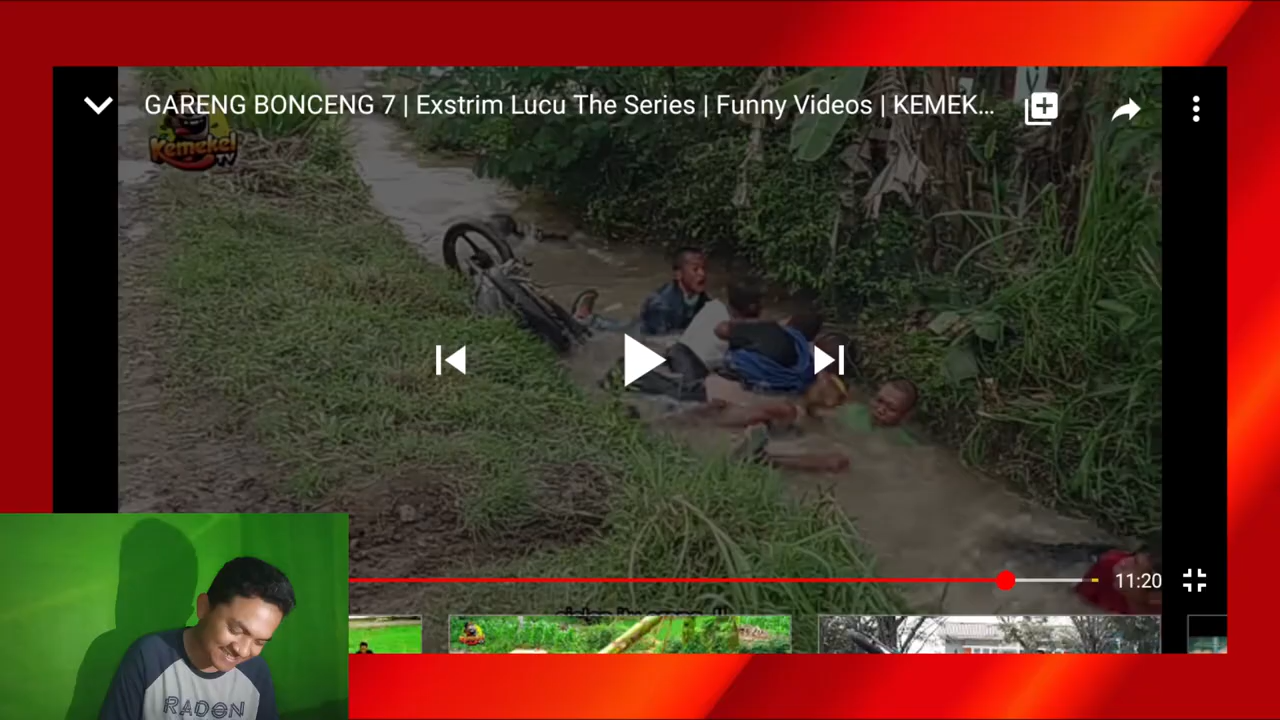 GARENG BONCENG 7 | Exstrim Lucu The Series | Funny Videos | KEMEK...
Kemekel
TV
11:20
RADON